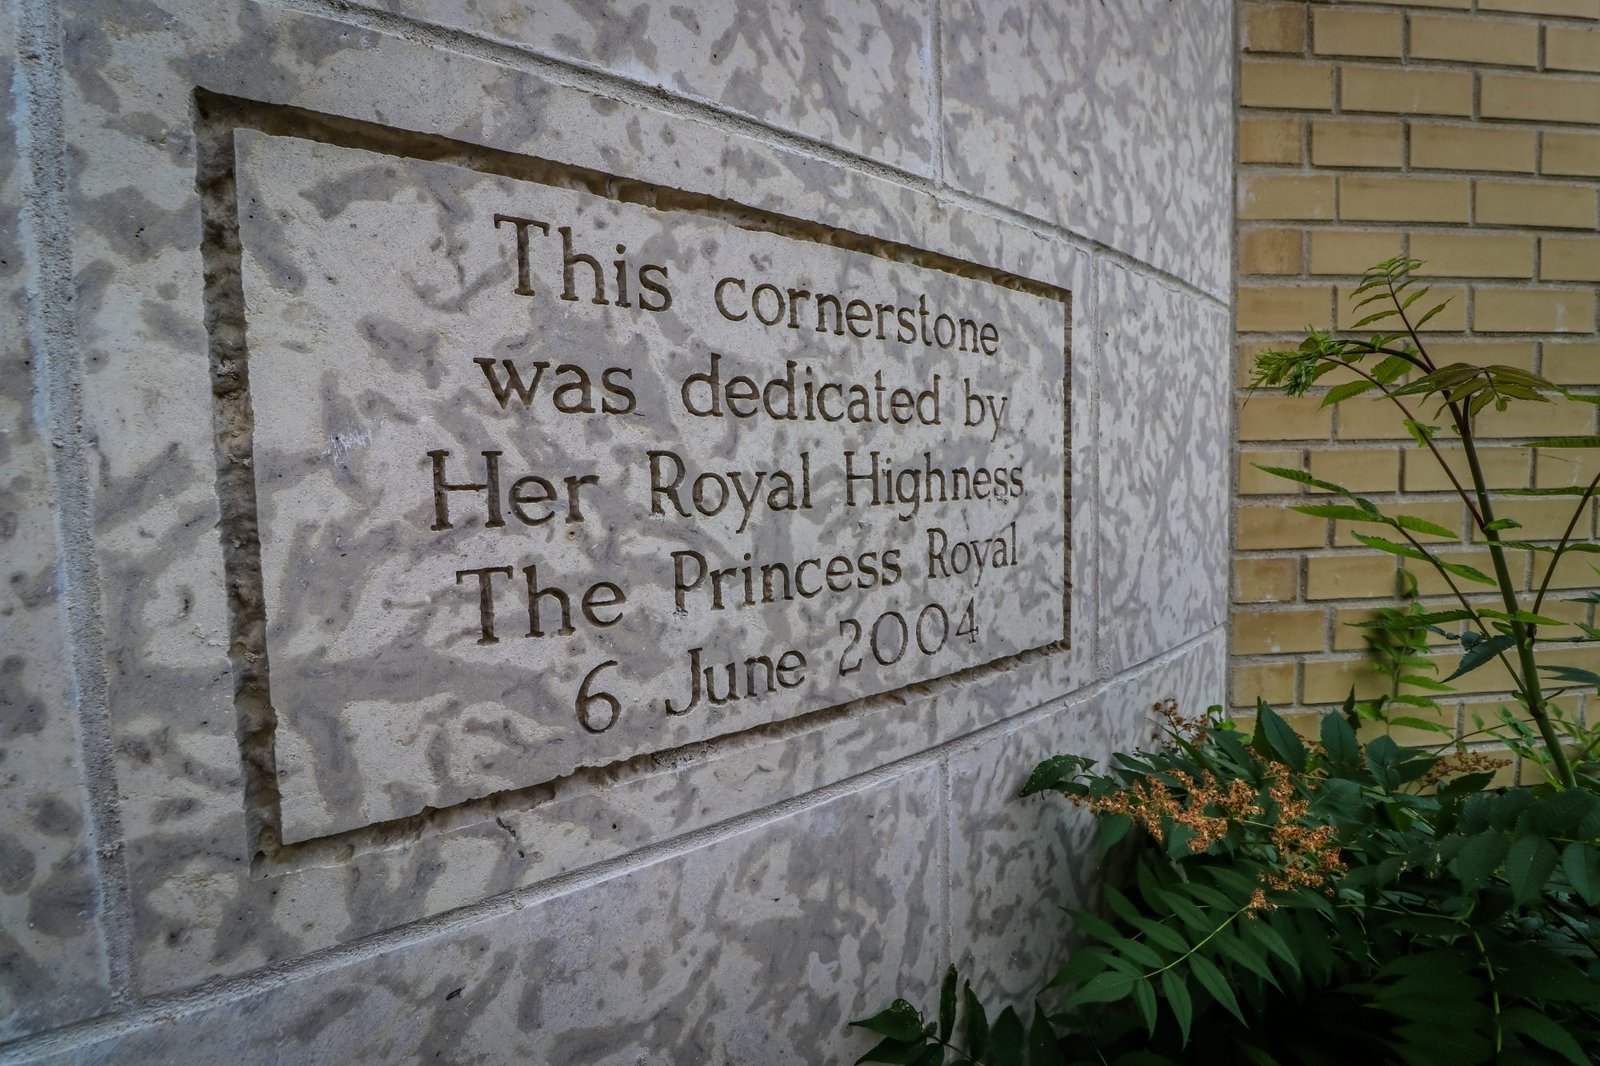 This cornerstone
was dedicated by
Her Royal Highness
The Princess Royal
6 June 2004